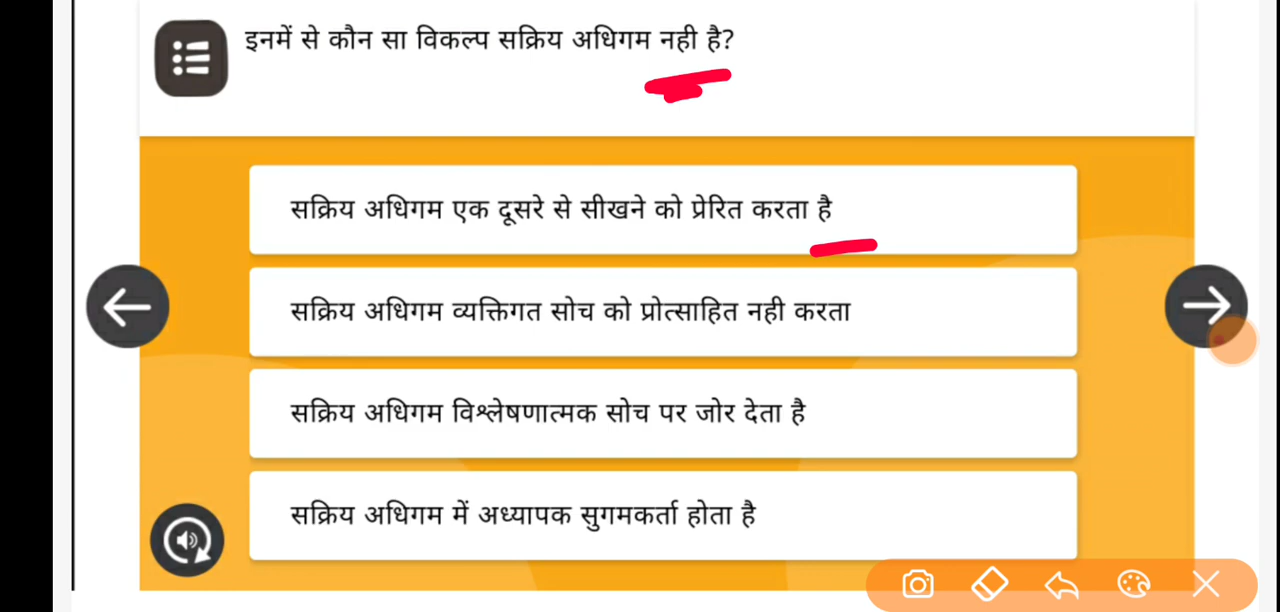 इनमें से कौन सा विकल्प सक्रिय अधिगम नही है?
सक्रिय अधिगम एक दूसरे से सीखने को प्रेरित करता है
सक्रिय अधिगम व्यक्तिगत सोच को प्रोत्साहित नही करता
सक्रिय अधिगम विश्लेषणात्मक सोच पर जोर देता है
सक्रिय अधिगम में अध्यापक सुगमकर्ता होता है